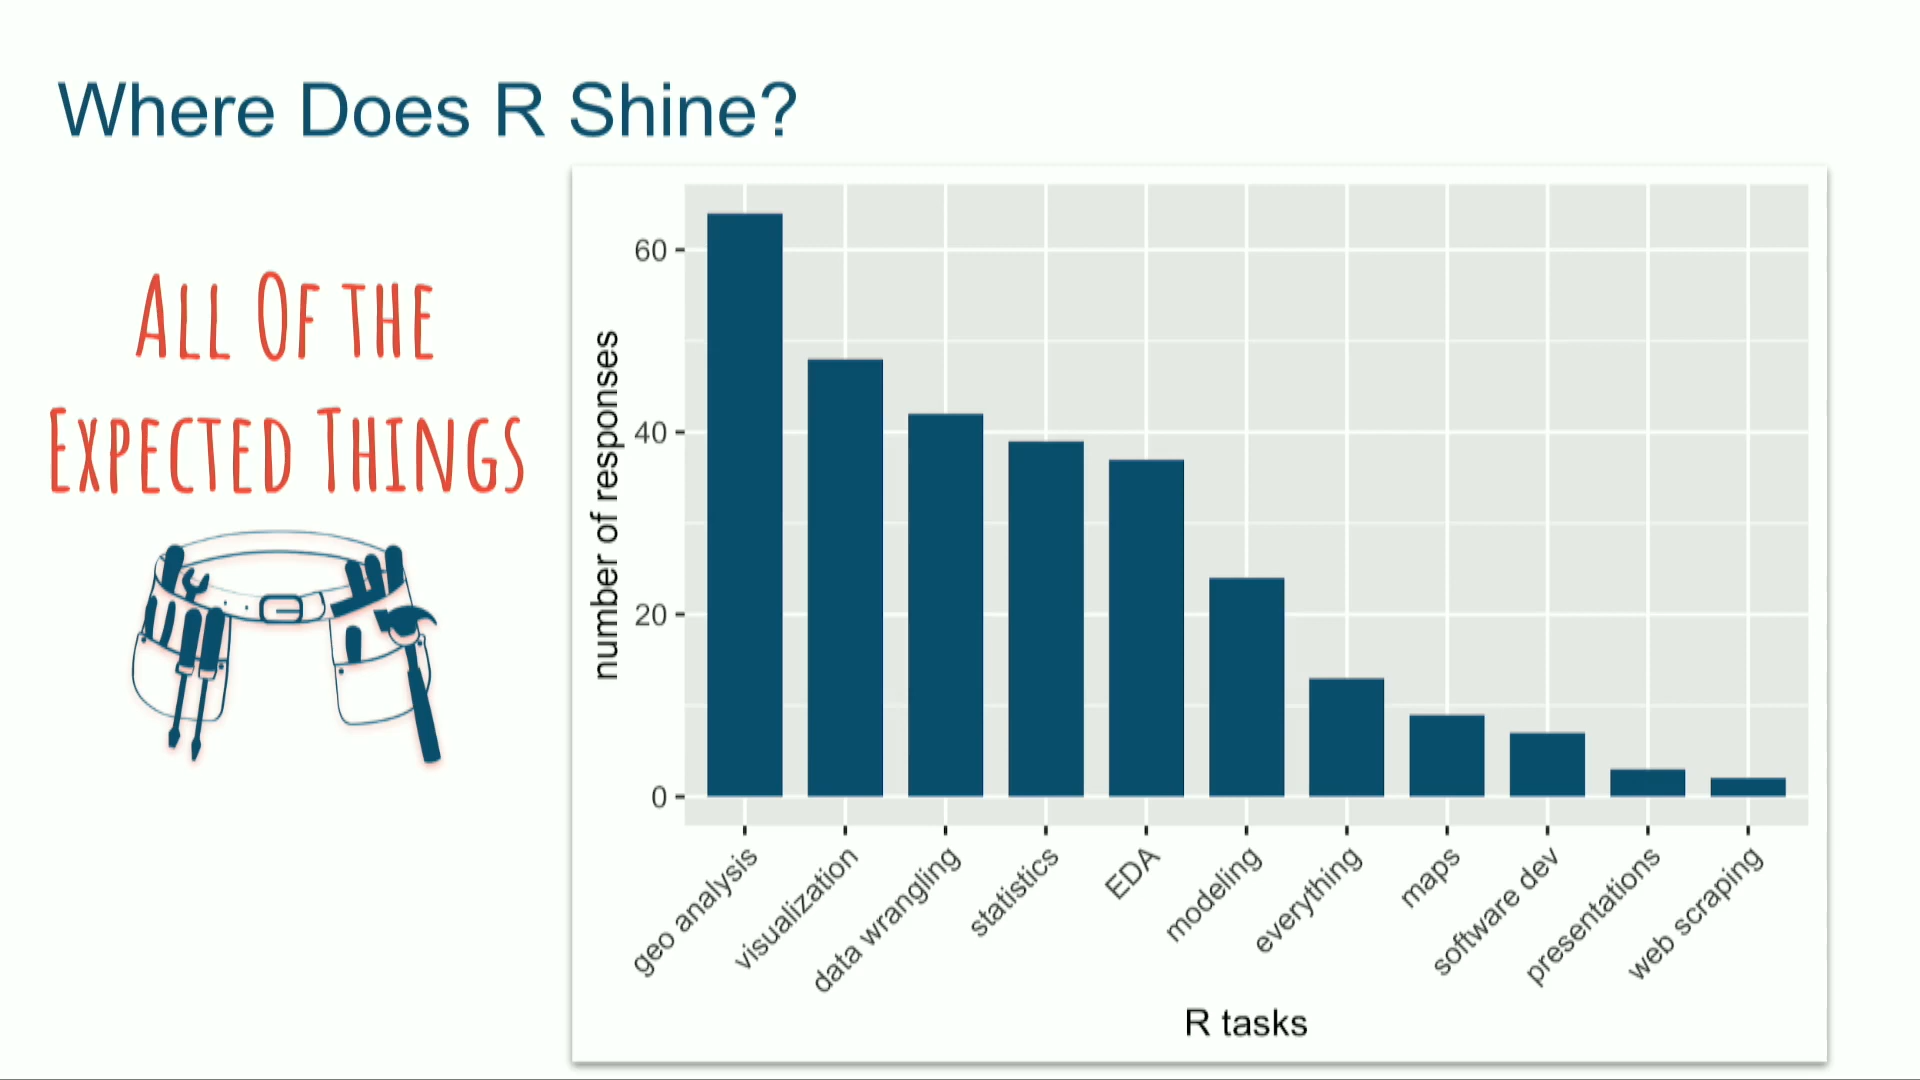 Where Does R Shine?
All Of the
Expected Things
number of responses
60
40
20
0
geo analysis
visualization
data wrangling
statistics
EDA
modeling
everything
maps
software dev
presentations
web scraping
R tasks